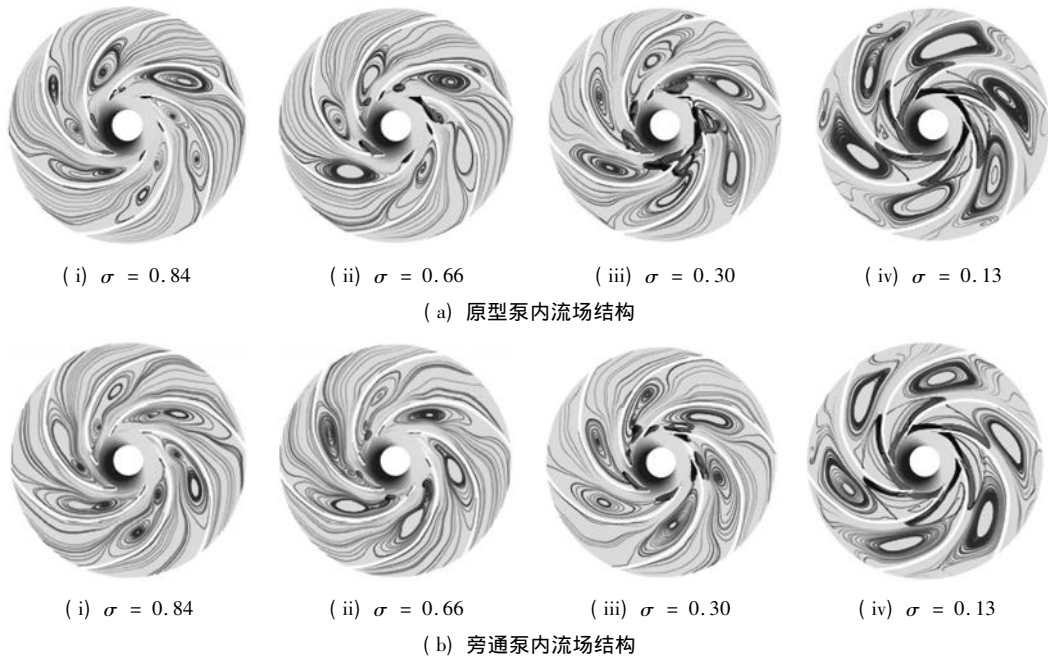 ( i) σ = 0.84 ( ii) σ = 0.66 ( iii) σ = 0.30 ( iv) σ = 0.13
( a) 原型泵内流场结构
( i) σ = 0.84 ( ii) σ = 0.66 ( iii) σ = 0.30 ( iv) σ = 0.13
( b) 旁通泵内流场结构